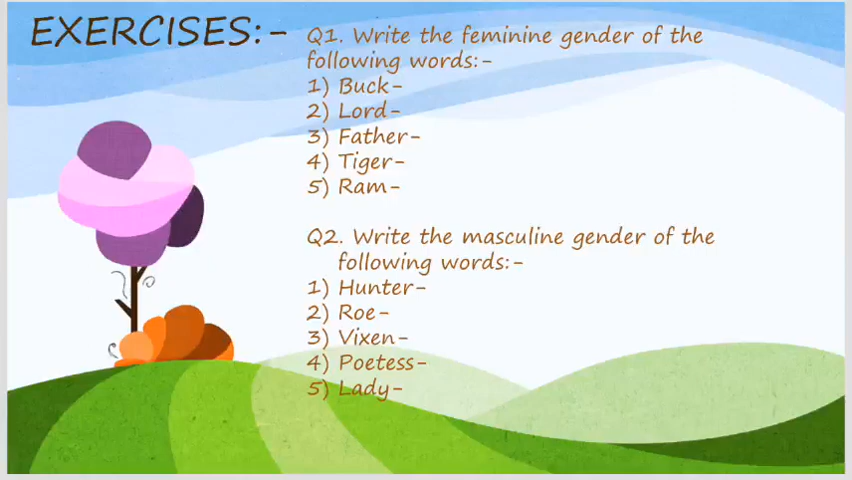 EXERCISES:-
Q1. Write the feminine gender of the
following words:-
1) Buck-
2) Lord-
3) Father-
4) Tiger-
5) Ram-
Q2. Write the masculine gender of the
following words:-
1) Hunter-
2) Roe-
3) Vixen-
4) Poetess-
5) Lady-